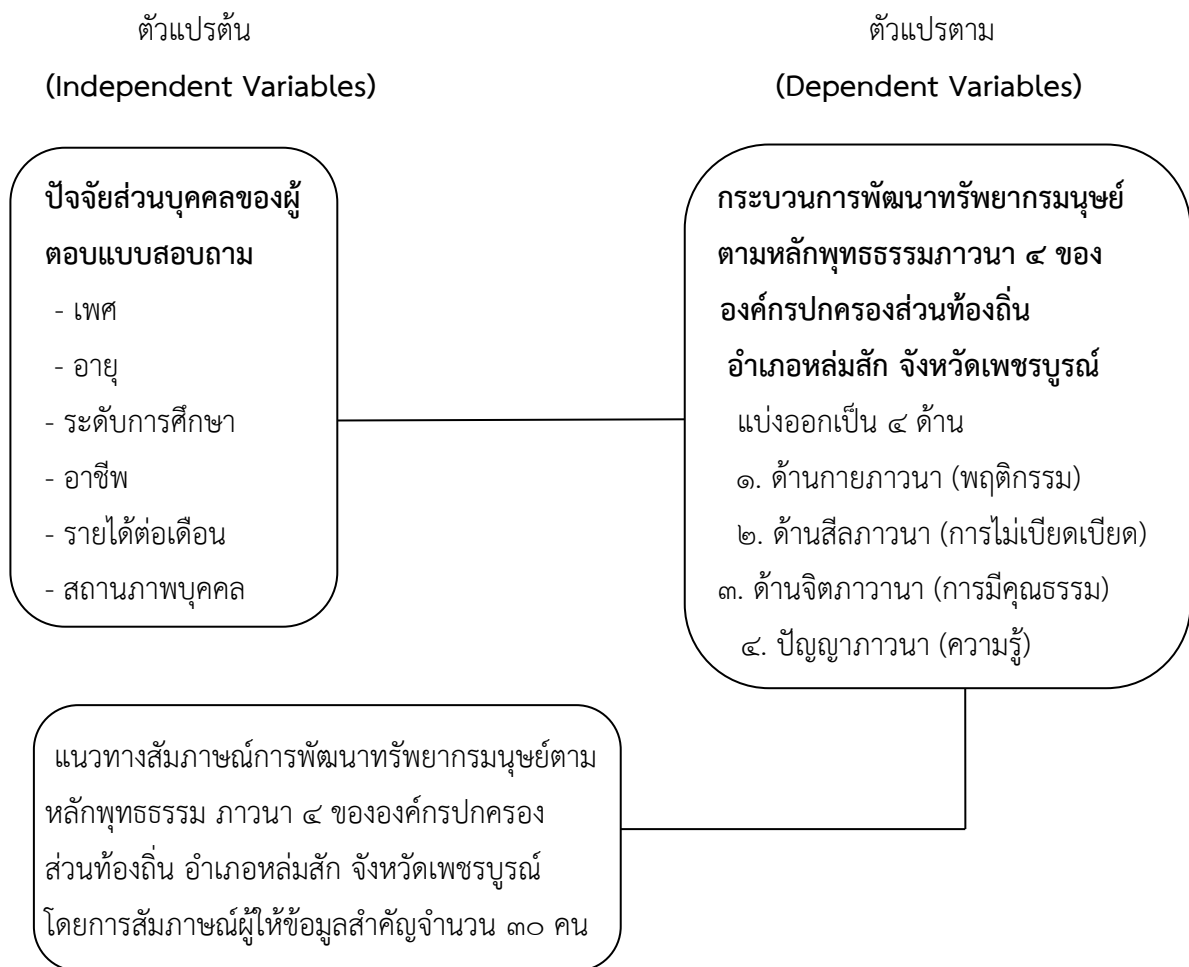 ตัวแปรต้น
(Independent Variables)
ตัวแปรตาม
(Dependent Variables)
ปัจจัยส่วนบุคคลของผู้
ตอบแบบสอบถาม
- เพศ
- อายุ
- ระดับการศึกษา
- อาชีพ
- รายได้ต่อเดือน
- สถานภาพบุคคล
กระบวนการพัฒนาทรัพยากรมนุษย์
ตามหลักพุทธธรรมภาวนา ๔ ของ
องค์กรปกครองส่วนท้องถิ่น
อำเภอหล่มสัก จังหวัดเพชรบูรณ์
แบ่งออกเป็น ๔ ด้าน
๑. ด้านกายภาวนา (พฤติกรรม)
๒. ด้านสีลภาวนา (การไม่เบียดเบียด)
๓. ด้านจิตภาวานา (การมีคุณธรรม)
๔. ปัญญาภาวนา (ความรู้)
แนวทางสัมภาษณ์การพัฒนาทรัพยากรมนุษย์ตาม
หลักพุทธธรรม ภาวนา ๔ ขององค์กรปกครอง
ส่วนท้องถิ่น อำเภอหล่มสัก จังหวัดเพชรบูรณ์
โดยการสัมภาษณ์ผู้ให้ข้อมูลสำคัญจำนวน ๓๐ คน